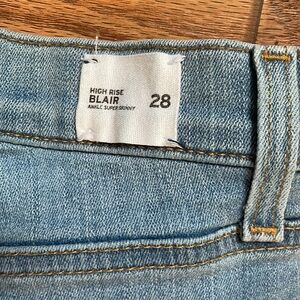 HIGH RISE
BLAIR 28
ANKLE SUPER SKINNY